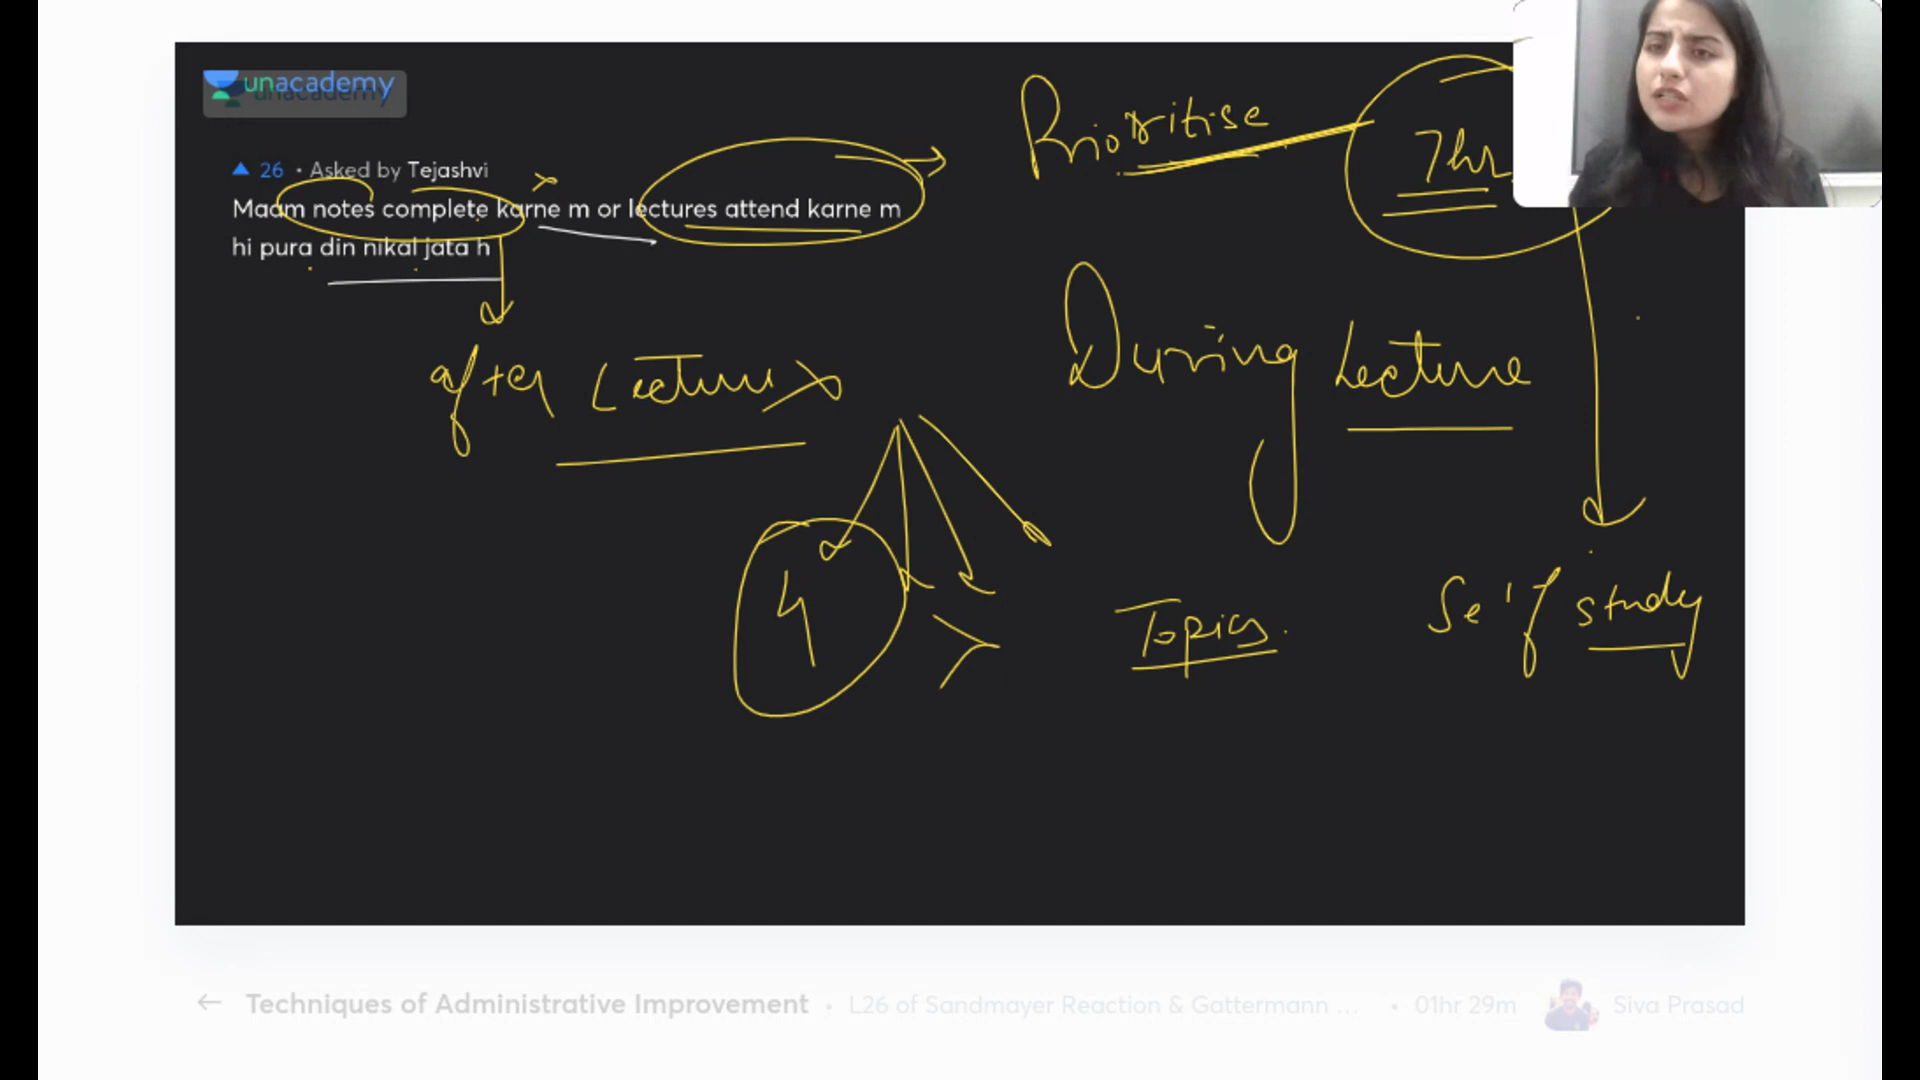 unacademy
26 • Asked by Tejashvi
Maam notes complete karne m or lectures attend karne m
hi pura din nikal jata h
Prioritise
7hr
after Lecture
During Lecture
4
Topics.
Self study
← Techniques of Administrative Improvement • L26 of Sandmayer Reaction & Gattermann ... • 01hr 29m Siva Prasad